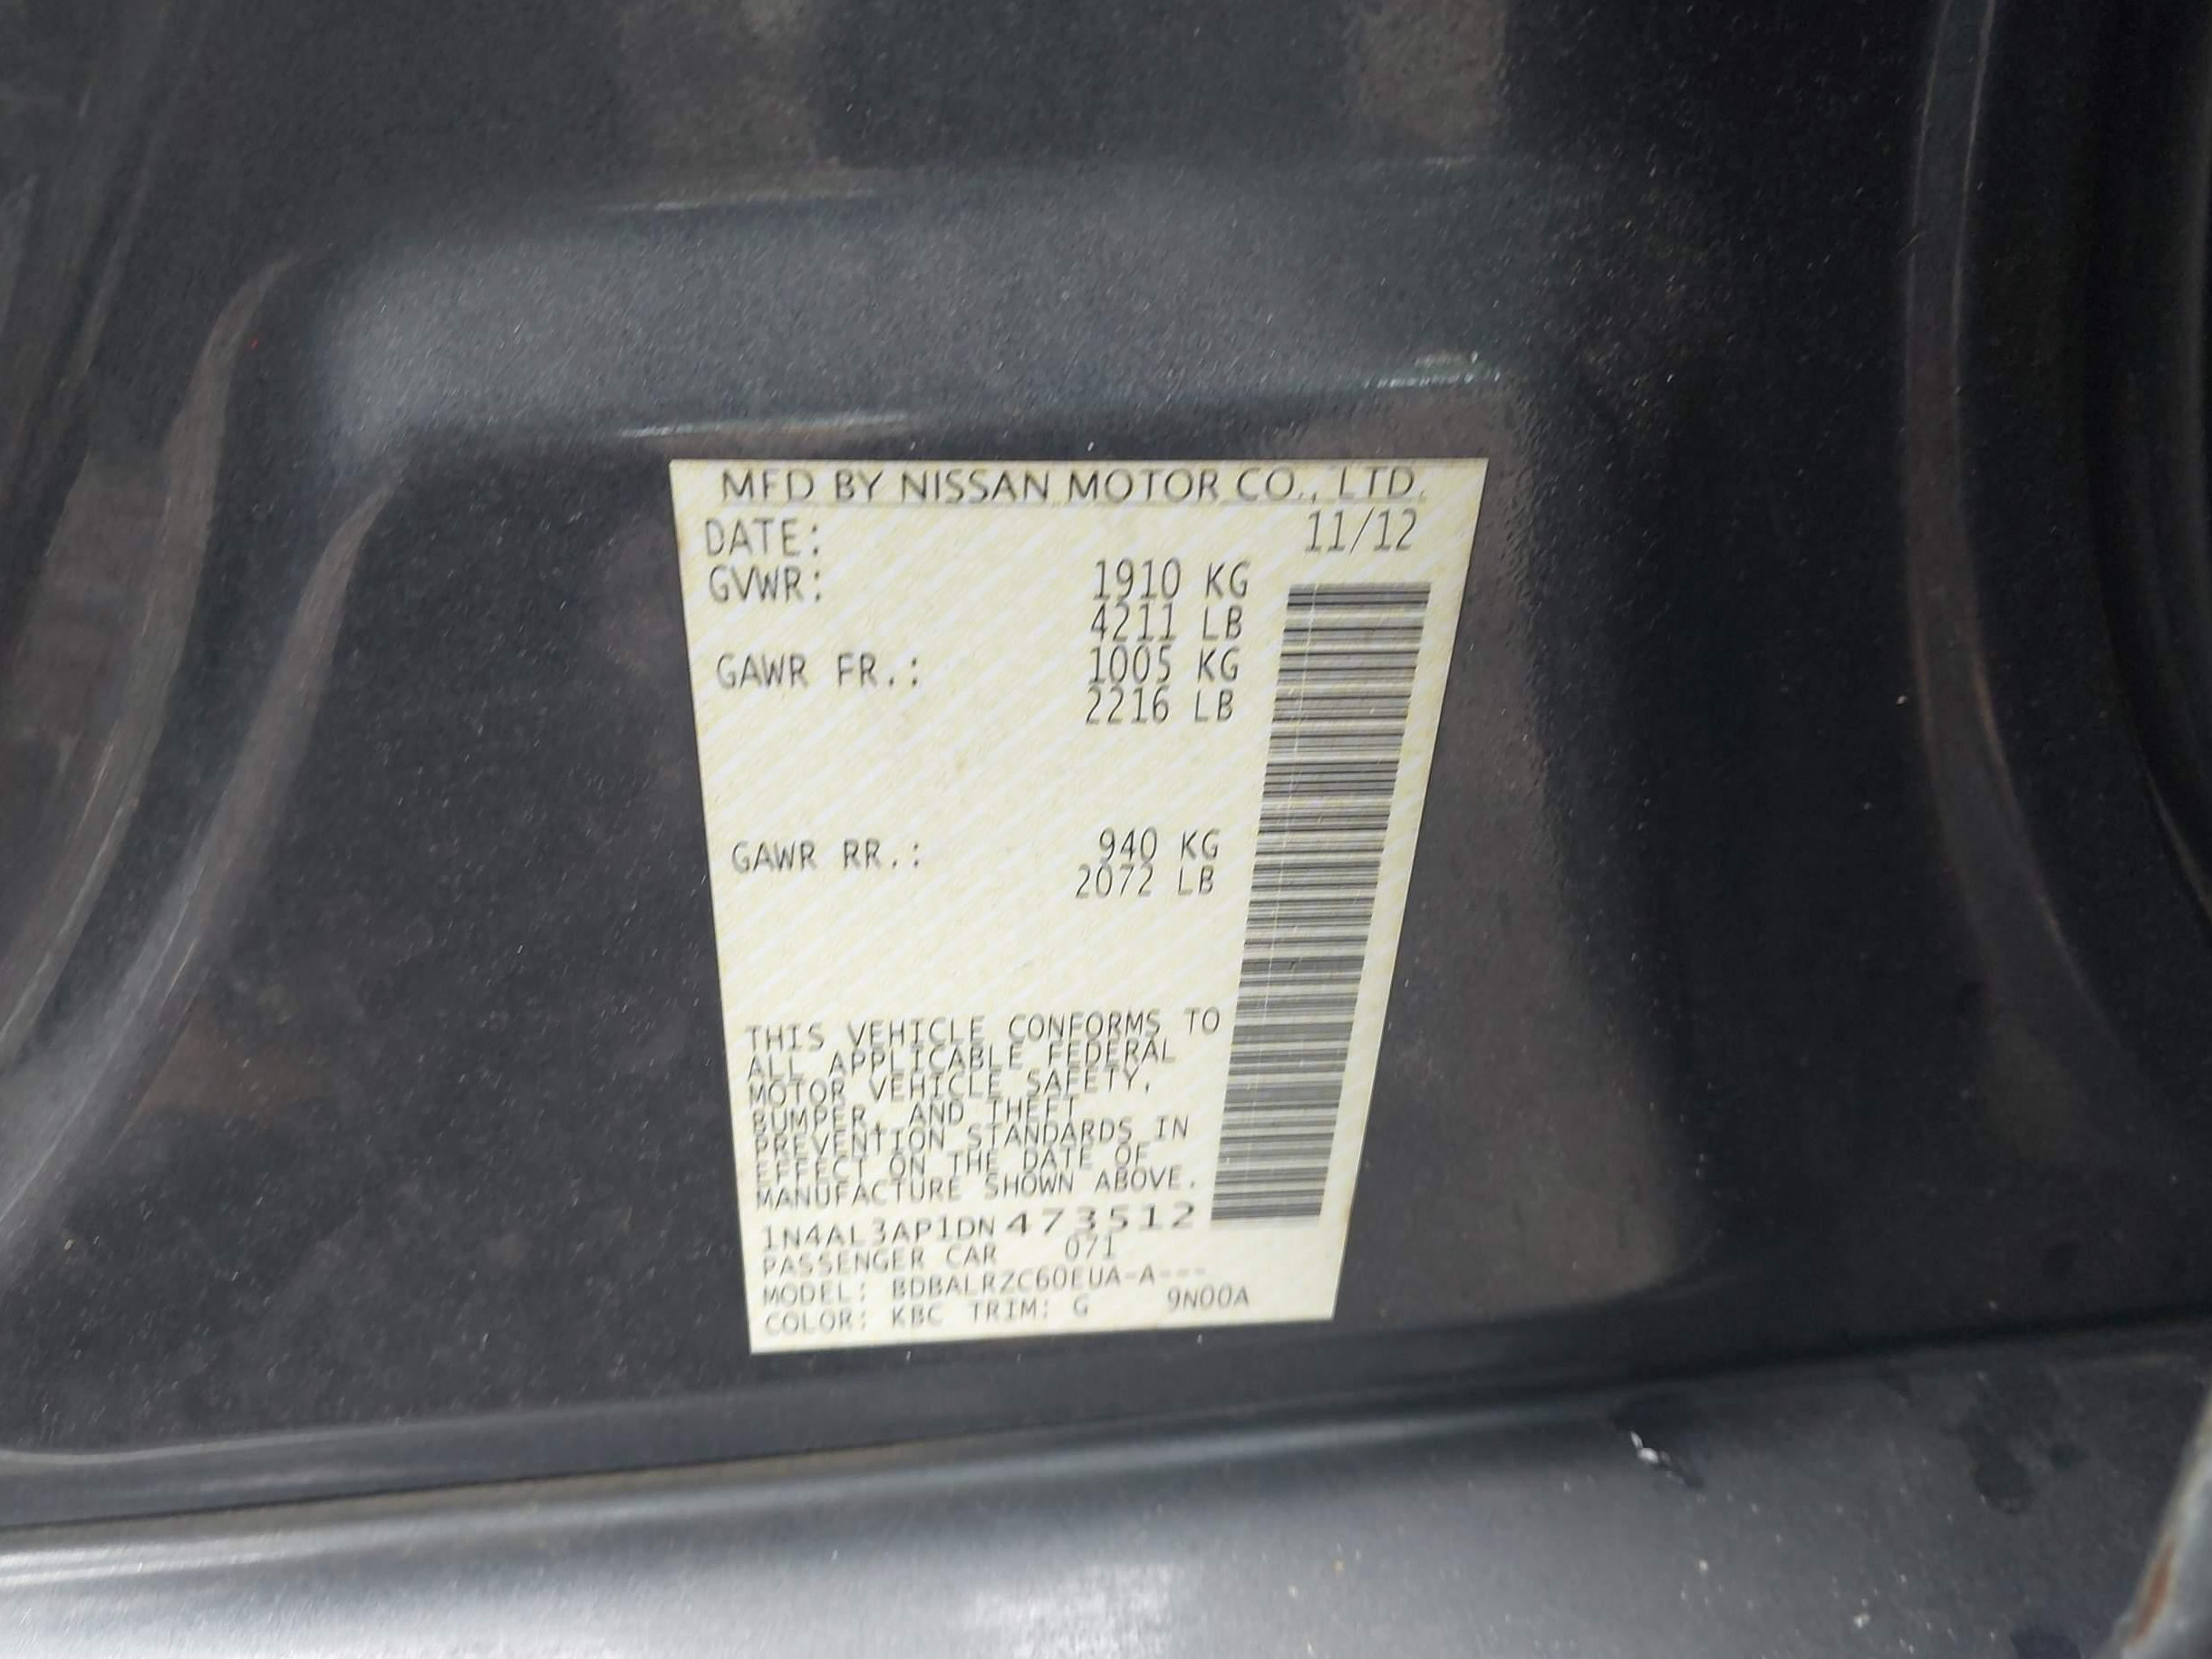 MFD BY NISSAN MOTOR CO., LTD.
DATE: 11/12
GVWR: 1910 KG
4211 LB
GAWR FR.: 1005 KG
2216 LB
GAWR RR.: 940 KG
2072 LB
THIS VEHICLE CONFORMS TO
ALL APPLICABLE FEDERAL
MOTOR VEHICLE SAFETY,
BUMPER, AND THEFT
PREVENTION STANDARDS IN
EFFECT ON THE DATE OF
MANUFACTURE SHOWN ABOVE.
1N4AL3AP1DN473512
PASSENGER CAR 071
MODEL: BDBALRZC60EUA-A---
COLOR: KBC TRIM: G 9N00A